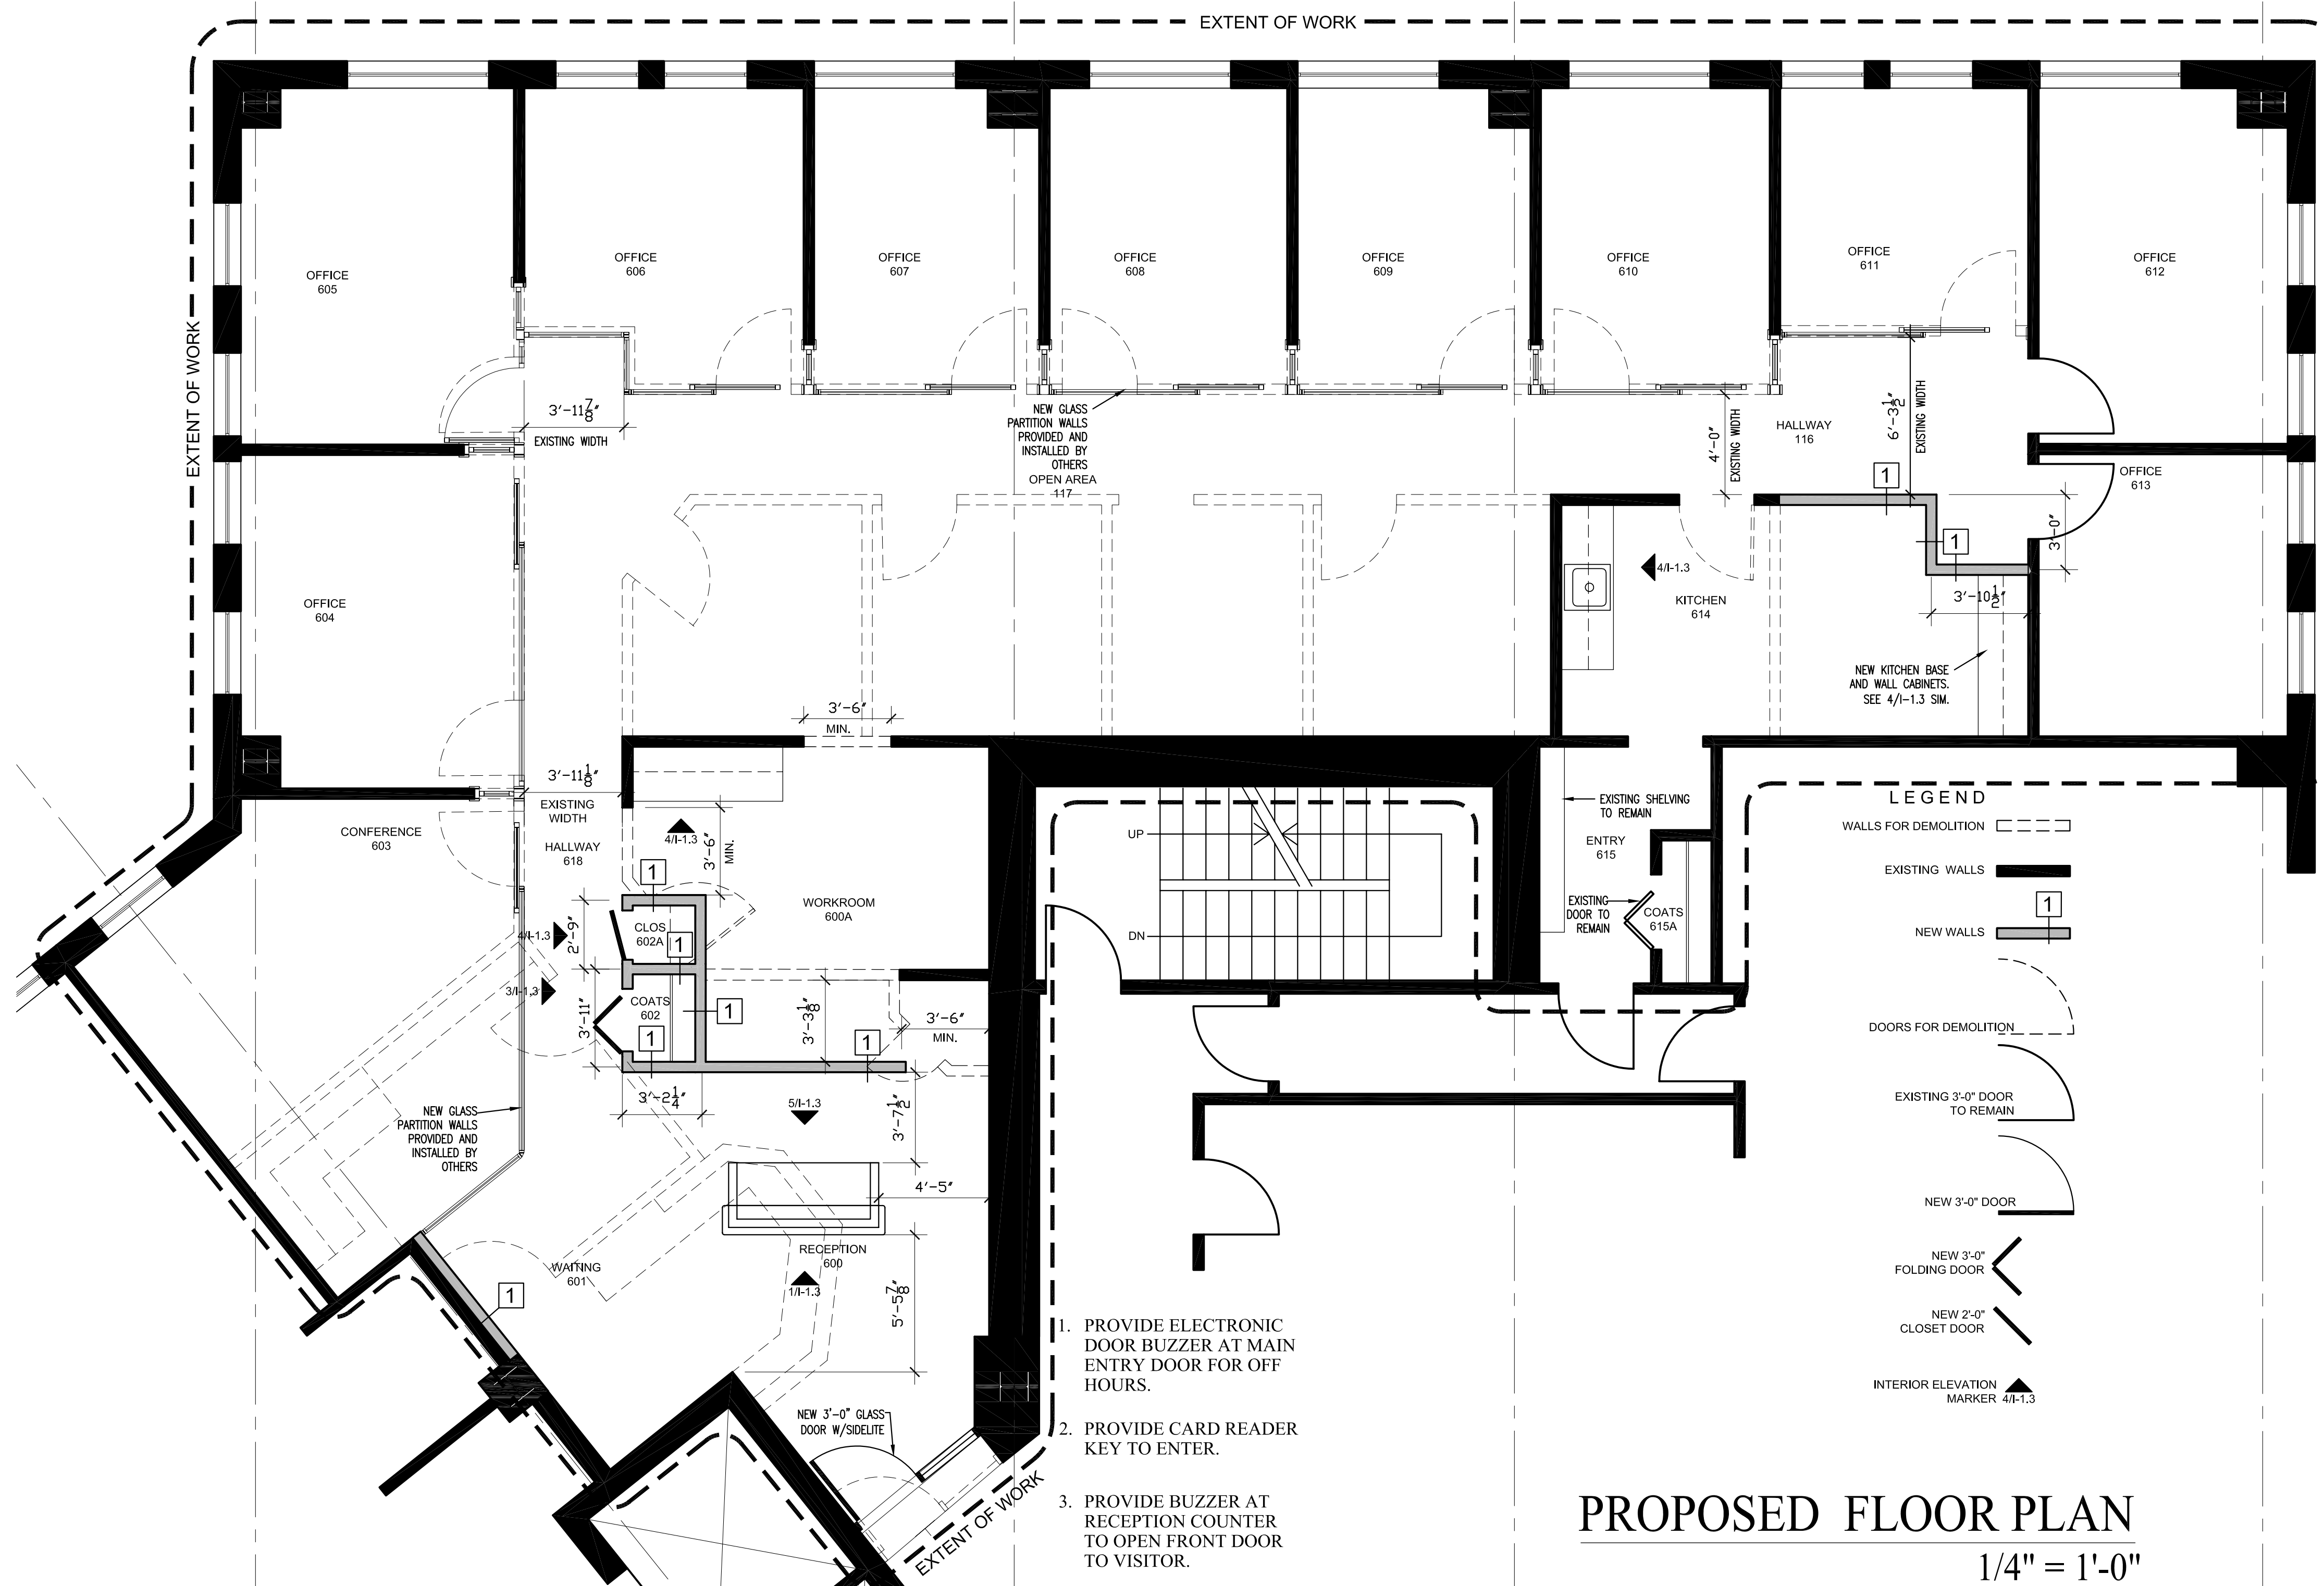 EXTENT OF WORK
EXTENT OF WORK
OFFICE
605
OFFICE
606
OFFICE
607
OFFICE
608
OFFICE
609
OFFICE
610
OFFICE
611
OFFICE
612
3'-11 7/8"
EXISTING WIDTH
NEW GLASS
PARTITION WALLS
PROVIDED AND
INSTALLED BY
OTHERS
OPEN AREA
117
4'-0"
EXISTING WIDTH
HALLWAY
116
6'-3 1/2"
EXISTING WIDTH
1
OFFICE
613
1
3'-0"
3'-10 1/2"
OFFICE
604
4/I-1.3
KITCHEN
614
NEW KITCHEN BASE
AND WALL CABINETS.
SEE 4/I-1.3 SIM.
3'-6"
MIN.
3'-11 1/8"
EXISTING
WIDTH
HALLWAY
618
CONFERENCE
603
4/I-1.3
3'-6"
MIN.
1
WORKROOM
600A
CLOS
602A
1
2'-9"
4/I-1.3
3/I-1.3
COATS
602
1
1
3'-11"
3'-3 1/8"
1
3'-6"
MIN.
3'-2 1/4"
5/I-1.3
3'-7 1/2"
4'-5"
NEW GLASS
PARTITION WALLS
PROVIDED AND
INSTALLED BY
OTHERS
RECEPTION
600
WAITING
601
1/I-1.3
5'-5 7/8"
1
NEW 3'-0" GLASS
DOOR W/SIDELITE
EXTENT OF WORK
UP
DN
EXISTING SHELVING
TO REMAIN
ENTRY
615
EXISTING
DOOR TO
REMAIN
COATS
615A
LEGEND
WALLS FOR DEMOLITION
EXISTING WALLS
1
NEW WALLS
DOORS FOR DEMOLITION
EXISTING 3'-0" DOOR
TO REMAIN
NEW 3'-0" DOOR
NEW 3'-0"
FOLDING DOOR
NEW 2'-0"
CLOSET DOOR
INTERIOR ELEVATION
MARKER 4/I-1.3
1. PROVIDE ELECTRONIC
DOOR BUZZER AT MAIN
ENTRY DOOR FOR OFF
HOURS.
2. PROVIDE CARD READER
KEY TO ENTER.
3. PROVIDE BUZZER AT
RECEPTION COUNTER
TO OPEN FRONT DOOR
TO VISITOR.
PROPOSED FLOOR PLAN
1/4" = 1'-0"